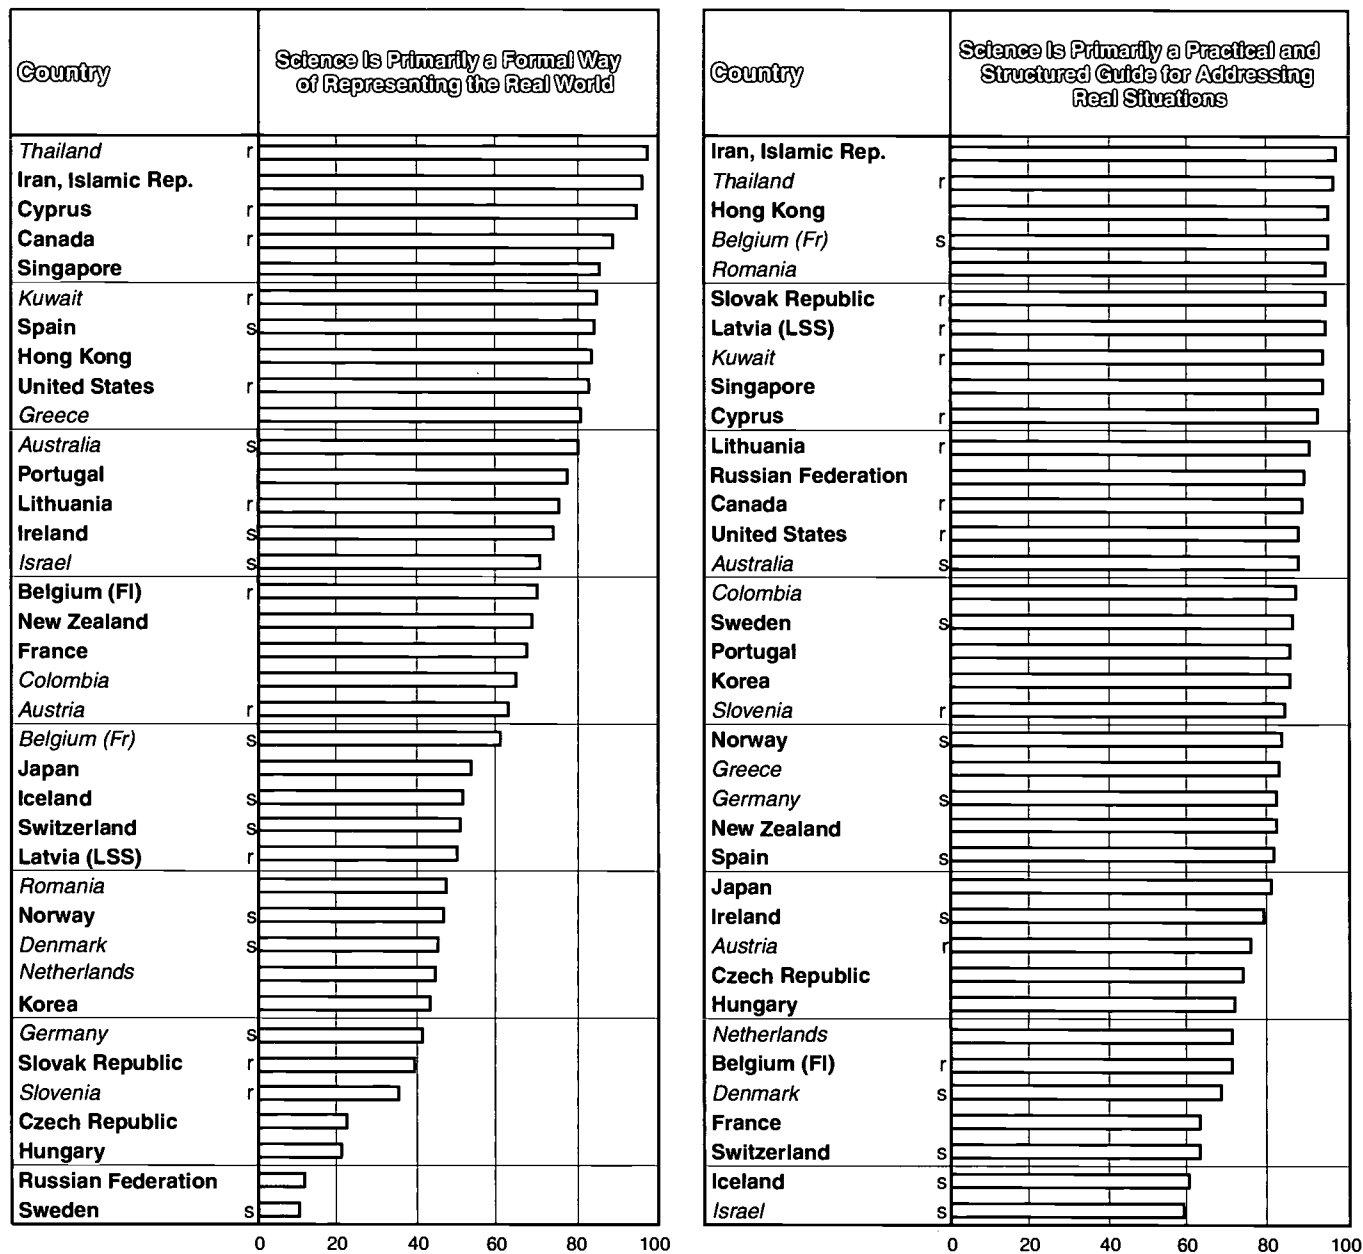 Country
Science Is Primarily a Formal Way
of Representing the Real World
Thailand r
Iran, Islamic Rep.
Cyprus r
Canada r
Singapore
Kuwait r
Spain s
Hong Kong
United States r
Greece
Australia s
Portugal
Lithuania r
Ireland s
Israel s
Belgium (Fl) r
New Zealand
France
Colombia
Austria r
Belgium (Fr) s
Japan
Iceland s
Switzerland s
Latvia (LSS) r
Romania
Norway s
Denmark s
Netherlands
Korea
Germany s
Slovak Republic r
Slovenia r
Czech Republic
Hungary
Russian Federation
Sweden s
0 20 40 60 80 100
Country
Science Is Primarily a Practical and
Structured Guide for Addressing
Real Situations
Iran, Islamic Rep.
Thailand r
Hong Kong
Belgium (Fr) s
Romania
Slovak Republic r
Latvia (LSS) r
Kuwait r
Singapore
Cyprus r
Lithuania r
Russian Federation
Canada r
United States r
Australia s
Colombia
Sweden s
Portugal
Korea
Slovenia r
Norway s
Greece
Germany s
New Zealand
Spain s
Japan
Ireland s
Austria r
Czech Republic
Hungary
Netherlands
Belgium (Fl) r
Denmark s
France
Switzerland s
Iceland s
Israel s
0 20 40 60 80 100